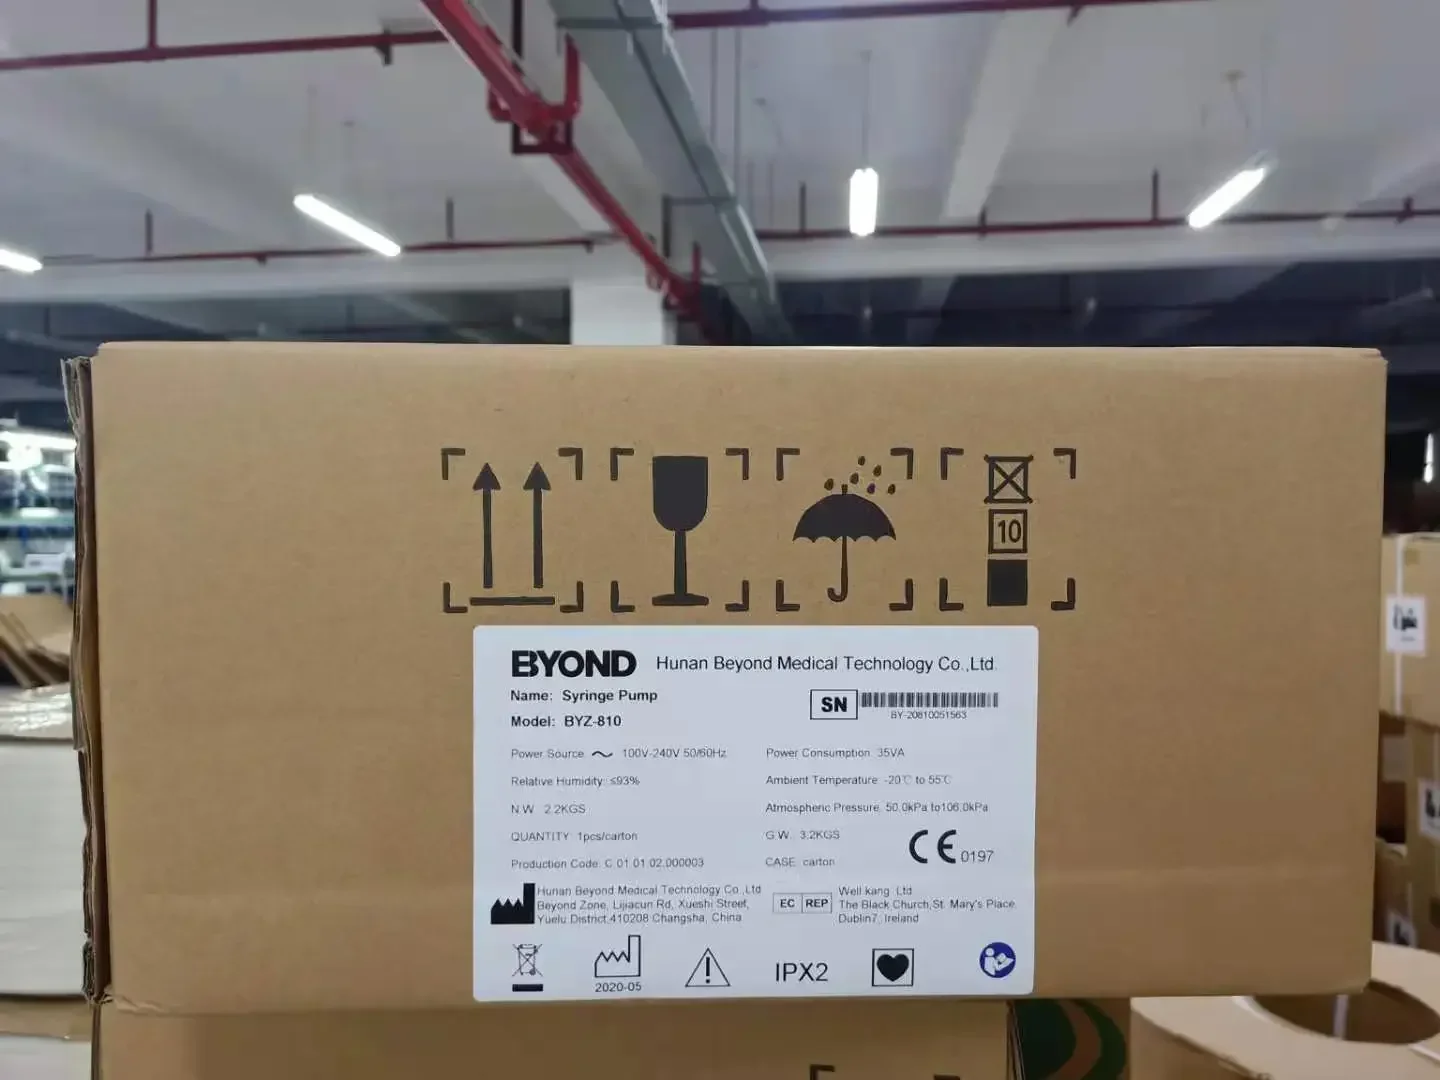 10
BYOND Hunan Beyond Medical Technology Co.,Ltd.
Name: Syringe Pump
SN
BY-20810051563
Model: BYZ-810
Power Source: 100V-240V 50/60Hz
Power Consumption: 35VA
Relative Humidity: ≤93%
Ambient Temperature: -20℃ to 55℃
N.W. 2.2KGS
Atmospheric Pressure: 50.0kPa to106.0kPa
QUANTITY: 1pcs/carton
G.W. 3.2KGS
Production Code: C.01.01.02.000003
CASE: carton
CE 0197
Hunan Beyond Medical Technology Co.,Ltd
Beyond Zone, Lijiacun Rd, Xueshi Street,
Yuelu District,410208 Changsha, China
EC REP
Well kang Ltd
The Black Church,St. Mary's Place.
Dublin7, Ireland
2020-05
IPX2